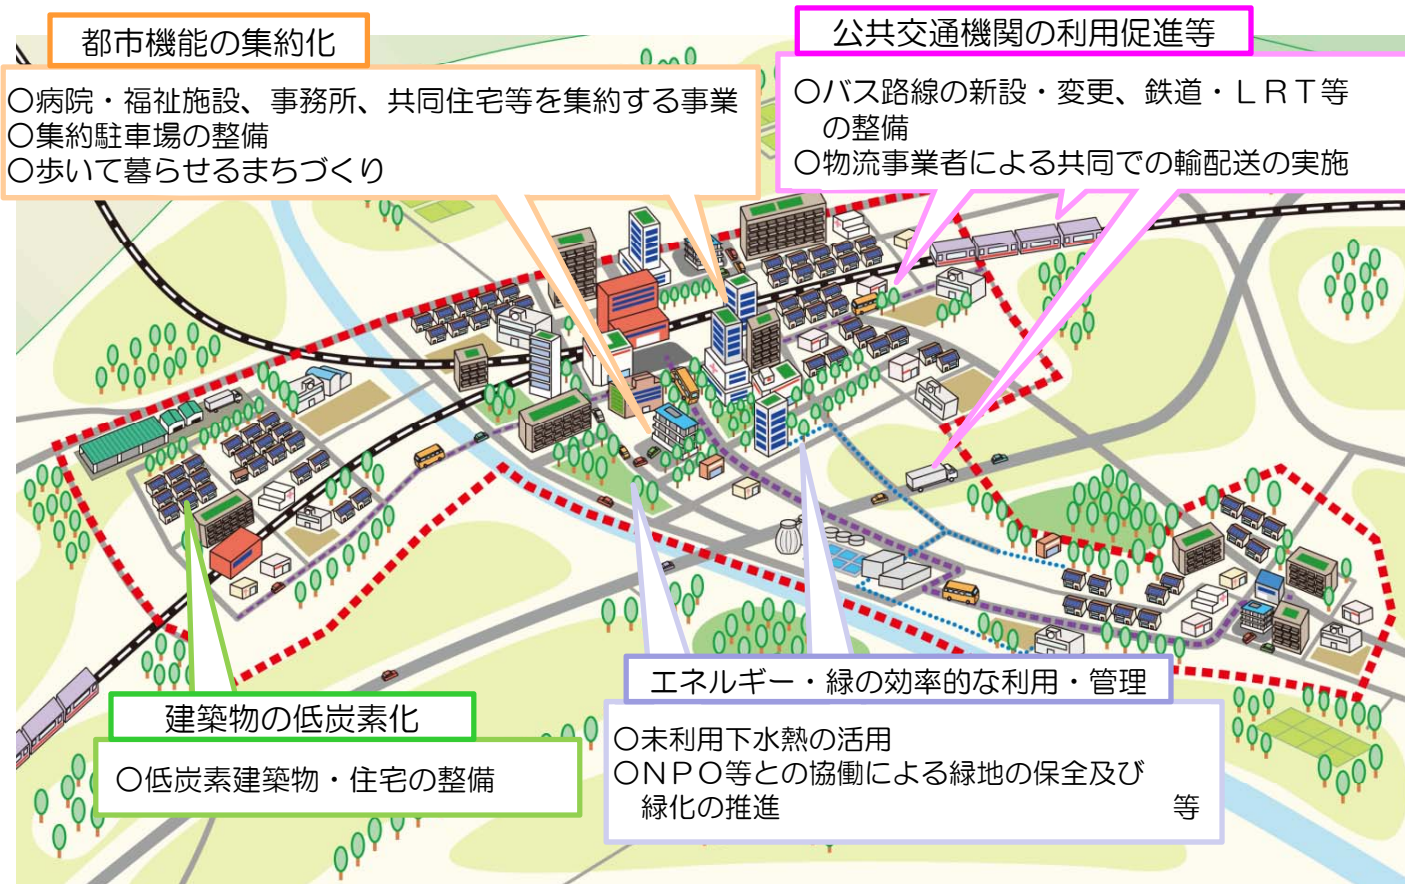 都市機能の集約化
○病院・福祉施設、事務所、共同住宅等を集約する事業
○集約駐車場の整備
○歩いて暮らせるまちづくり
公共交通機関の利用促進等
○バス路線の新設・変更、鉄道・ＬＲＴ等
の整備
○物流事業者による共同での輸配送の実施
建築物の低炭素化
○低炭素建築物・住宅の整備
エネルギー・緑の効率的な利用・管理
○未利用下水熱の活用
○ＮＰＯ等との協働による緑地の保全及び
緑化の推進 等